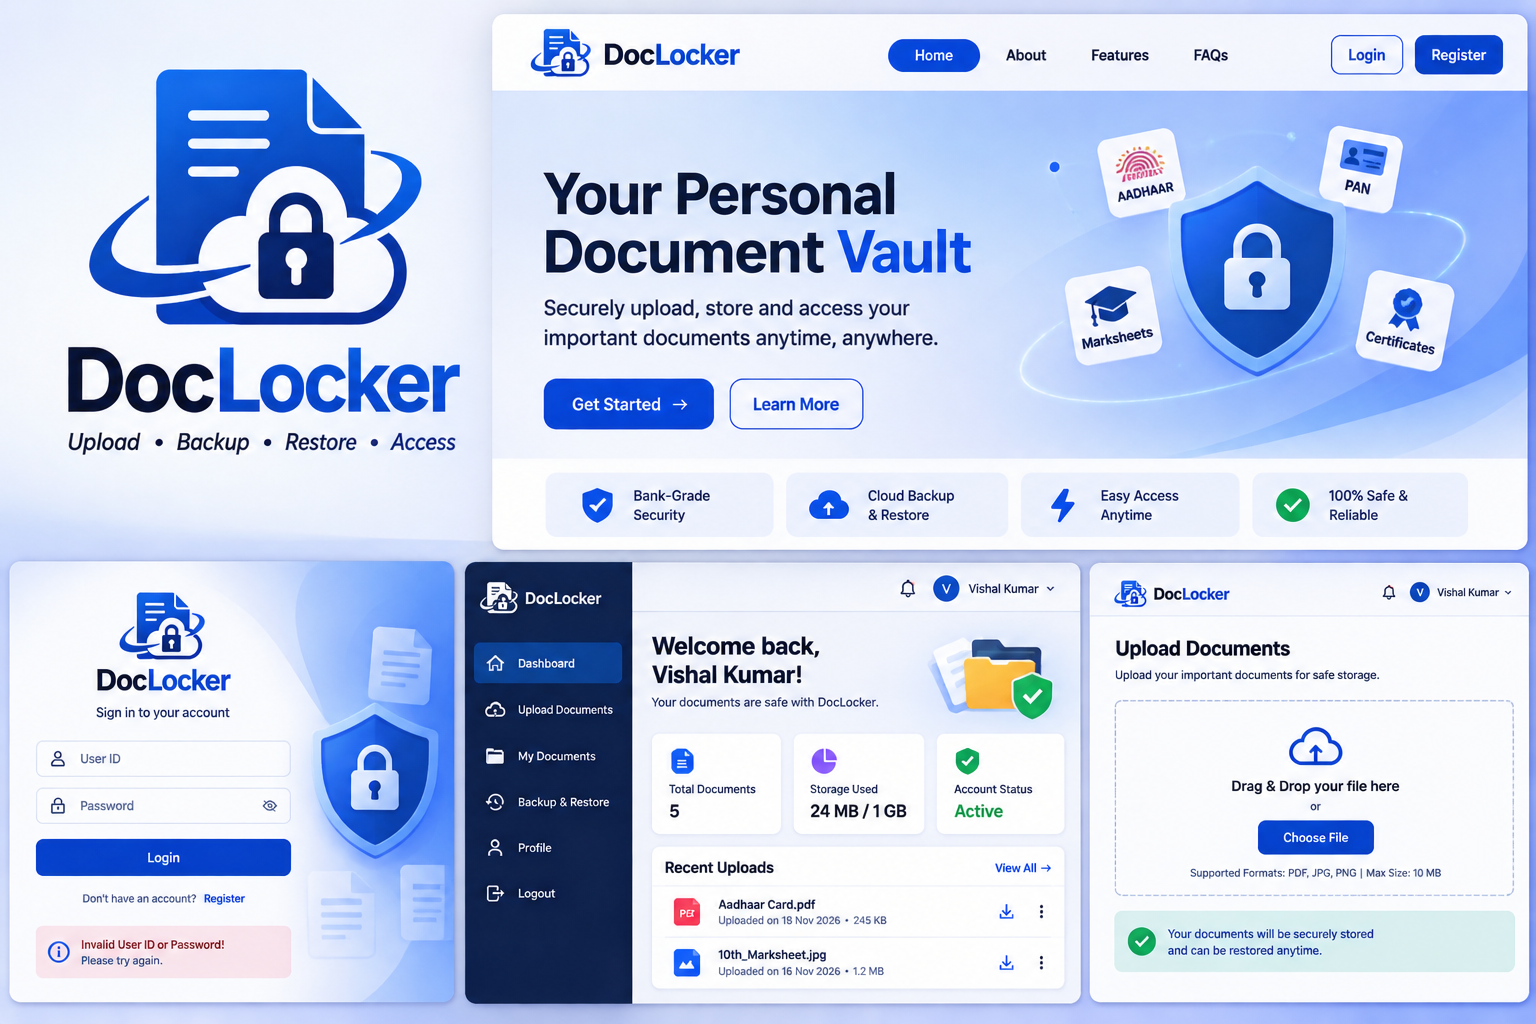 DocLocker
Upload • Backup • Restore • Access
DocLocker
Home
About
Features
FAQs
Login
Register
Your Personal
Document Vault
Securely upload, store and access your
important documents anytime, anywhere.
Get Started →
Learn More
AADHAAR
PAN
Marksheets
Certificates
Bank-Grade
Security
Cloud Backup
& Restore
Easy Access
Anytime
100% Safe &
Reliable
DocLocker
Sign in to your account
User ID
Password
Login
Don't have an account? Register
Invalid User ID or Password!
Please try again.
DocLocker
Dashboard
Upload Documents
My Documents
Backup & Restore
Profile
Logout
V
Vishal Kumar
Welcome back,
Vishal Kumar!
Your documents are safe with DocLocker.
Total Documents
5
Storage Used
24 MB / 1 GB
Account Status
Active
Recent Uploads
View All →
Aadhaar Card.pdf
Uploaded on 18 Nov 2026 • 245 KB
10th_Marksheet.jpg
Uploaded on 16 Nov 2026 • 1.2 MB
DocLocker
V
Vishal Kumar
Upload Documents
Upload your important documents for safe storage.
Drag & Drop your file here
or
Choose File
Supported Formats: PDF, JPG, PNG | Max Size: 10 MB
Your documents will be securely stored
and can be restored anytime.